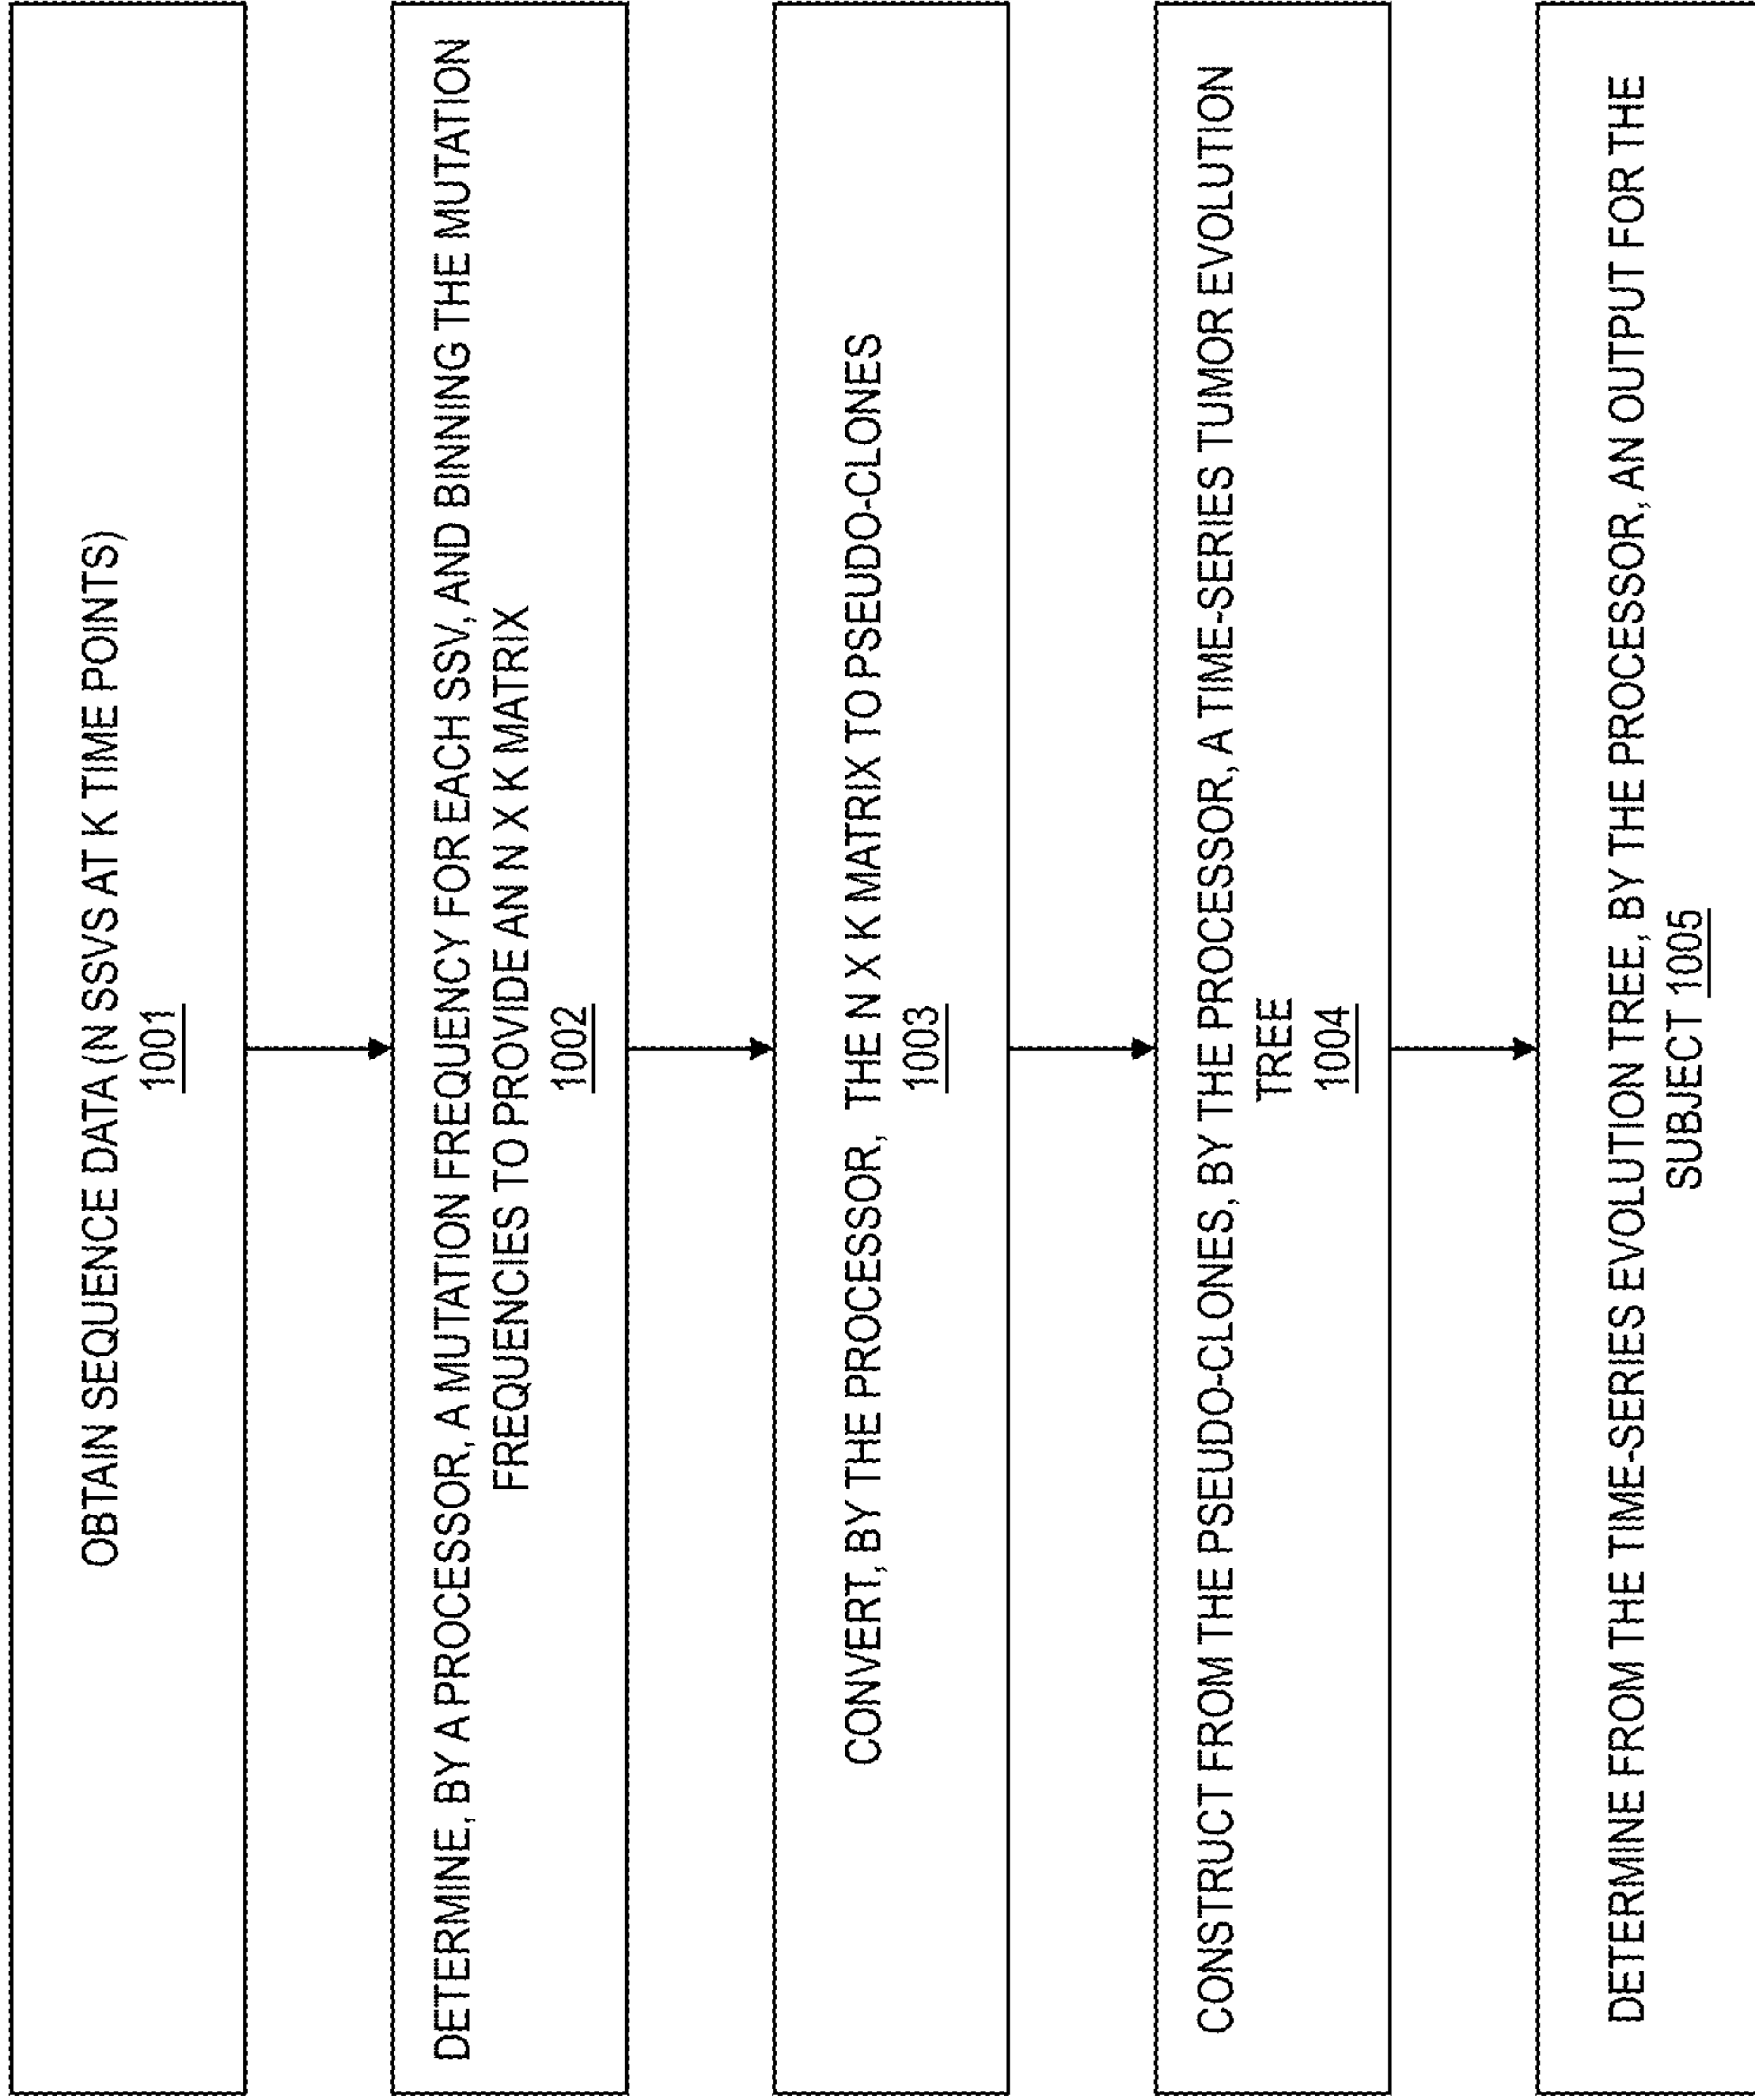 OBTAIN SEQUENCE DATA (N SSVS AT K TIME POINTS)
1001
DETERMINE, BY A PROCESSOR, A MUTATION FREQUENCY FOR EACH SSV, AND BINNING THE MUTATION
FREQUENCIES TO PROVIDE AN N X K MATRIX
1002
CONVERT, BY THE PROCESSOR, THE N X K MATRIX TO PSEUDO-CLONES
1003
CONSTRUCT FROM THE PSEUDO-CLONES, BY THE PROCESSOR, A TIME-SERIES TUMOR EVOLUTION
TREE
1004
DETERMINE FROM THE TIME-SERIES EVOLUTION TREE, BY THE PROCESSOR, AN OUTPUT FOR THE
SUBJECT 1005